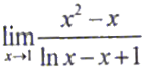 lim x→1 (x² − x)/(ln x − x + 1)